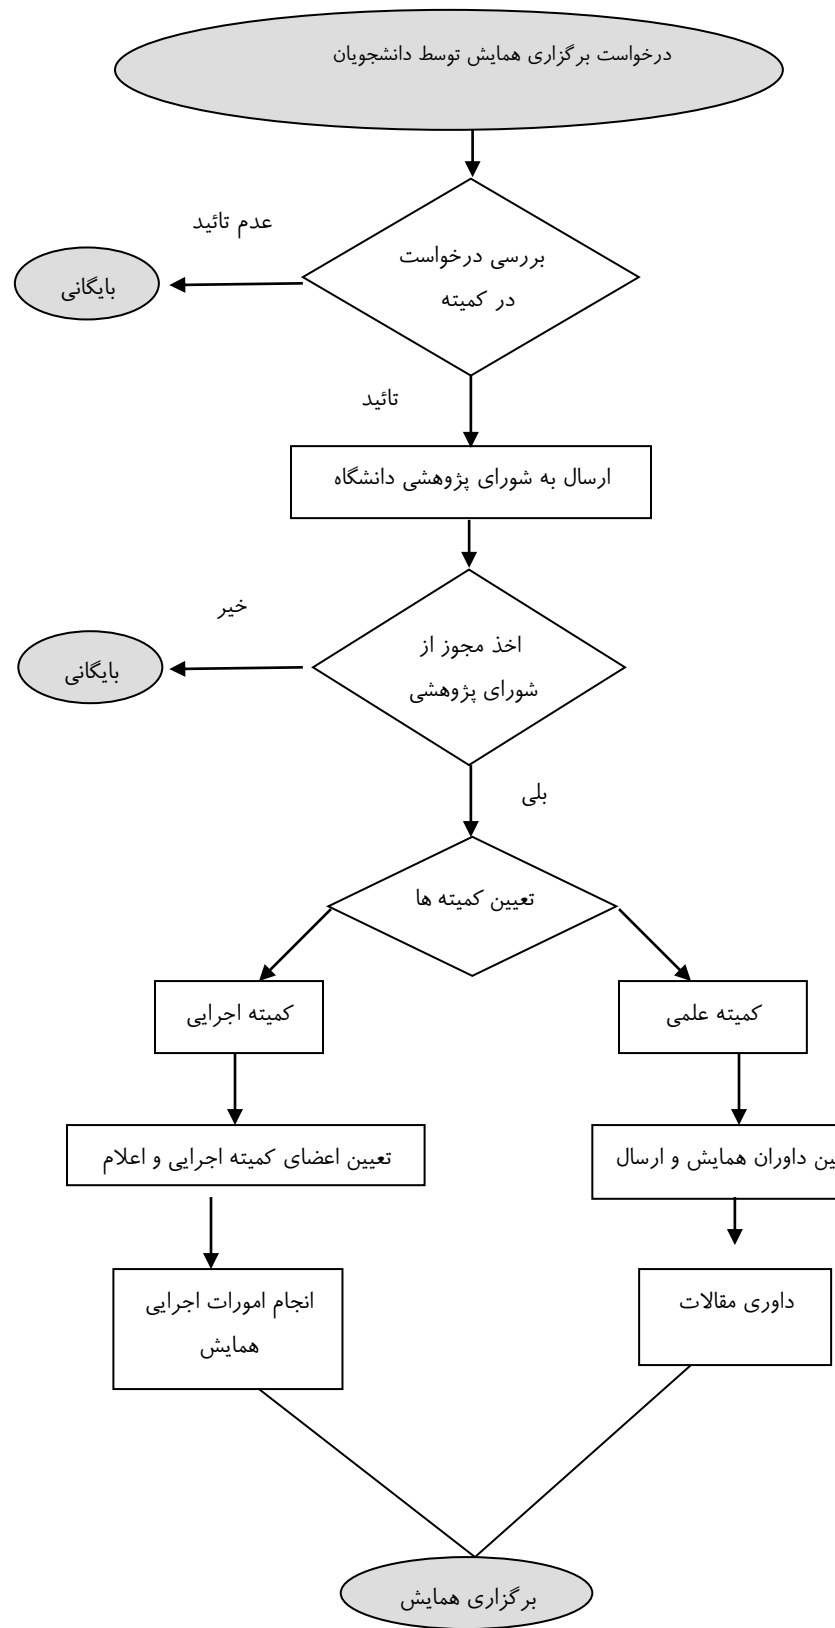 درخواست برگزاری همایش توسط دانشجویان
عدم تائید
بررسی درخواست
در کمیته
بایگانی
تائید
ارسال به شورای پژوهشی دانشگاه
خیر
اخذ مجوز از
شورای پژوهشی
بایگانی
بلی
تعیین کمیته ها
کمیته علمی
کمیته اجرایی
داوران همایش و ارسال
تعیین اعضای کمیته اجرایی و اعلام
داوری مقالات
انجام امورات اجرایی
همایش
برگزاری همایش